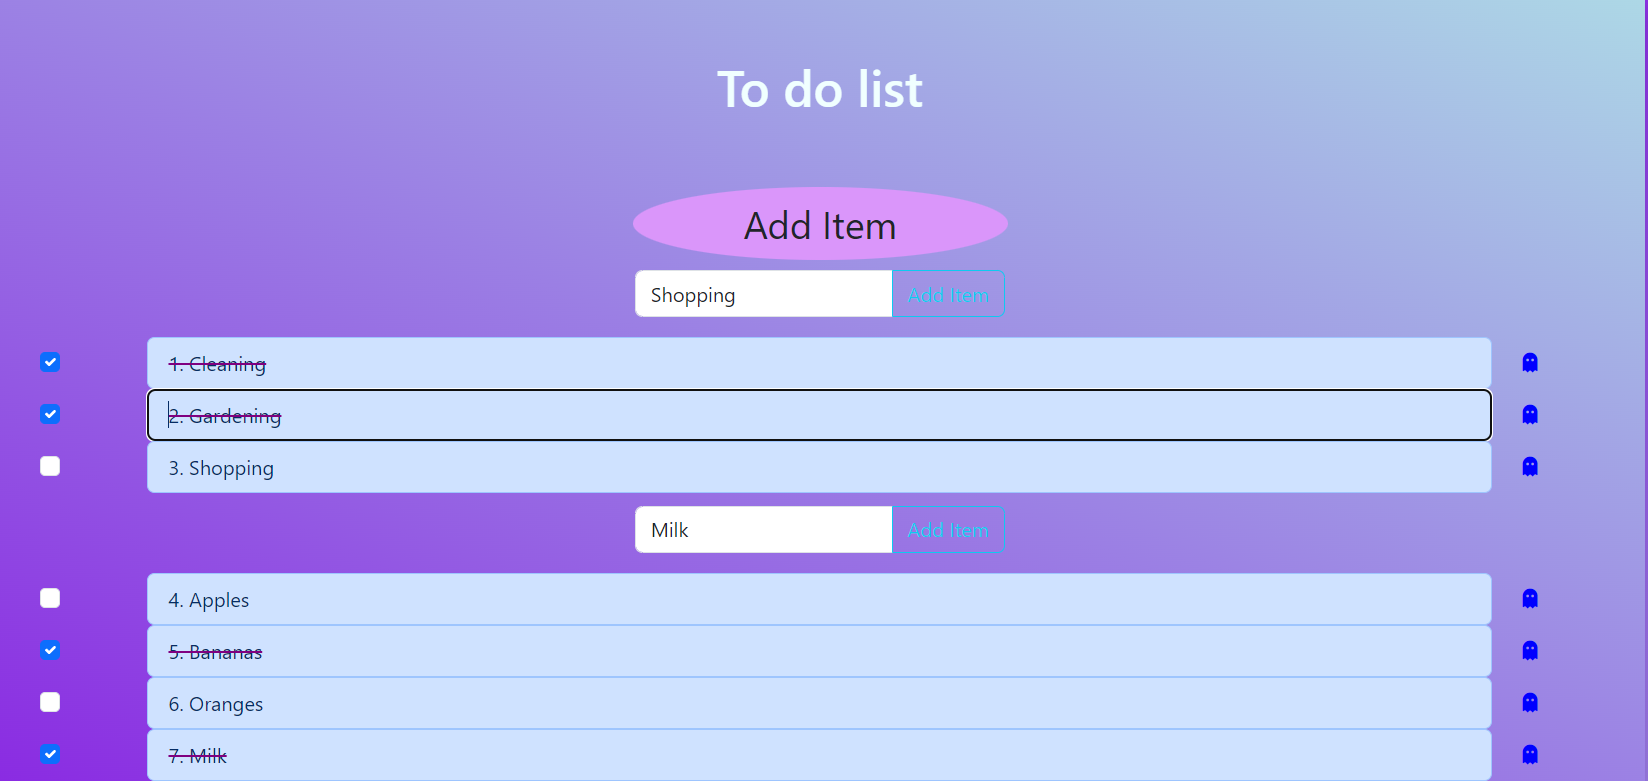 To do list
Add Item
Shopping Add Item
1. Cleaning
2. Gardening
3. Shopping
Milk Add Item
4. Apples
5. Bananas
6. Oranges
7. Milk